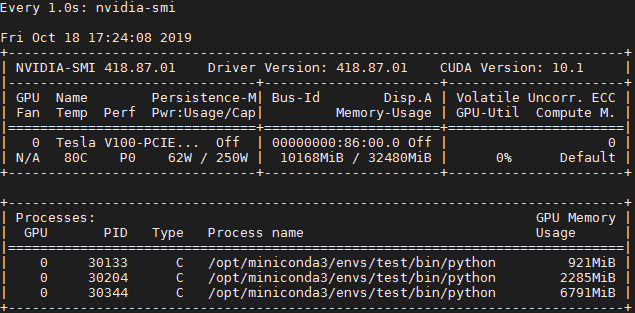 Every 1.0s: nvidia-smi
Fri Oct 18 17:24:08 2019
+-----------------------------------------------------------------------------+
| NVIDIA-SMI 418.87.01    Driver Version: 418.87.01    CUDA Version: 10.1     |
|-------------------------------+----------------------+----------------------+
| GPU  Name        Persistence-M| Bus-Id        Disp.A | Volatile Uncorr. ECC |
| Fan  Temp  Perf  Pwr:Usage/Cap|         Memory-Usage | GPU-Util  Compute M. |
|===============================+======================+======================|
|   0  Tesla V100-PCIE...  Off  | 00000000:86:00.0 Off |                    0 |
| N/A   80C    P0    62W / 250W |  10168MiB / 32480MiB |      0%      Default |
+-------------------------------+----------------------+----------------------+
+-----------------------------------------------------------------------------+
| Processes:                                                       GPU Memory |
|  GPU       PID   Type   Process name                             Usage      |
|=============================================================================|
|    0     30133      C   /opt/miniconda3/envs/test/bin/python         921MiB |
|    0     30204      C   /opt/miniconda3/envs/test/bin/python        2285MiB |
|    0     30344      C   /opt/miniconda3/envs/test/bin/python        6791MiB |
+-----------------------------------------------------------------------------+